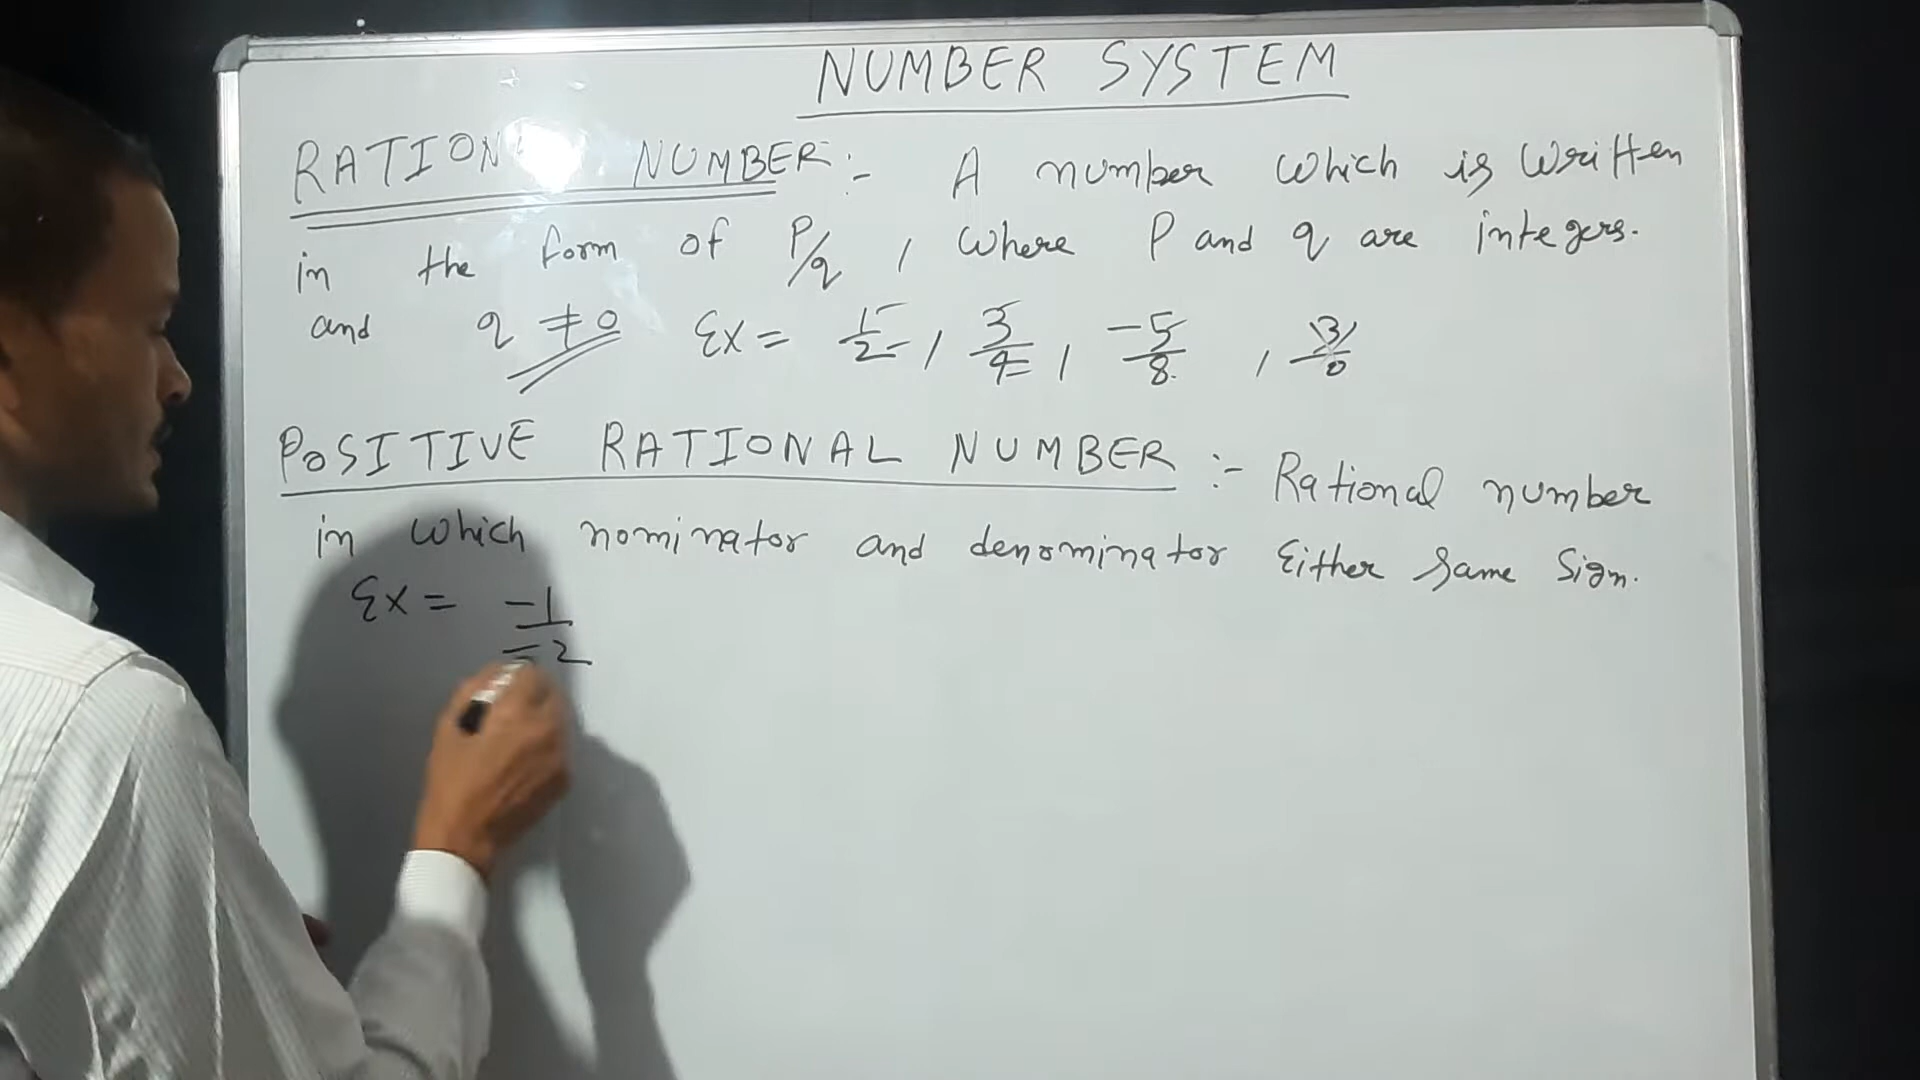 NUMBER SYSTEM
RATIONAL NUMBER :- A number which is written
in the form of P/q , where P and q are integers.
and q ≠ 0 Ex = 1/2 , 3/4 , -5/8 , 3/0
POSITIVE RATIONAL NUMBER :- Rational number
in which nominator and denominator Either same sign.
Ex = -1/-2